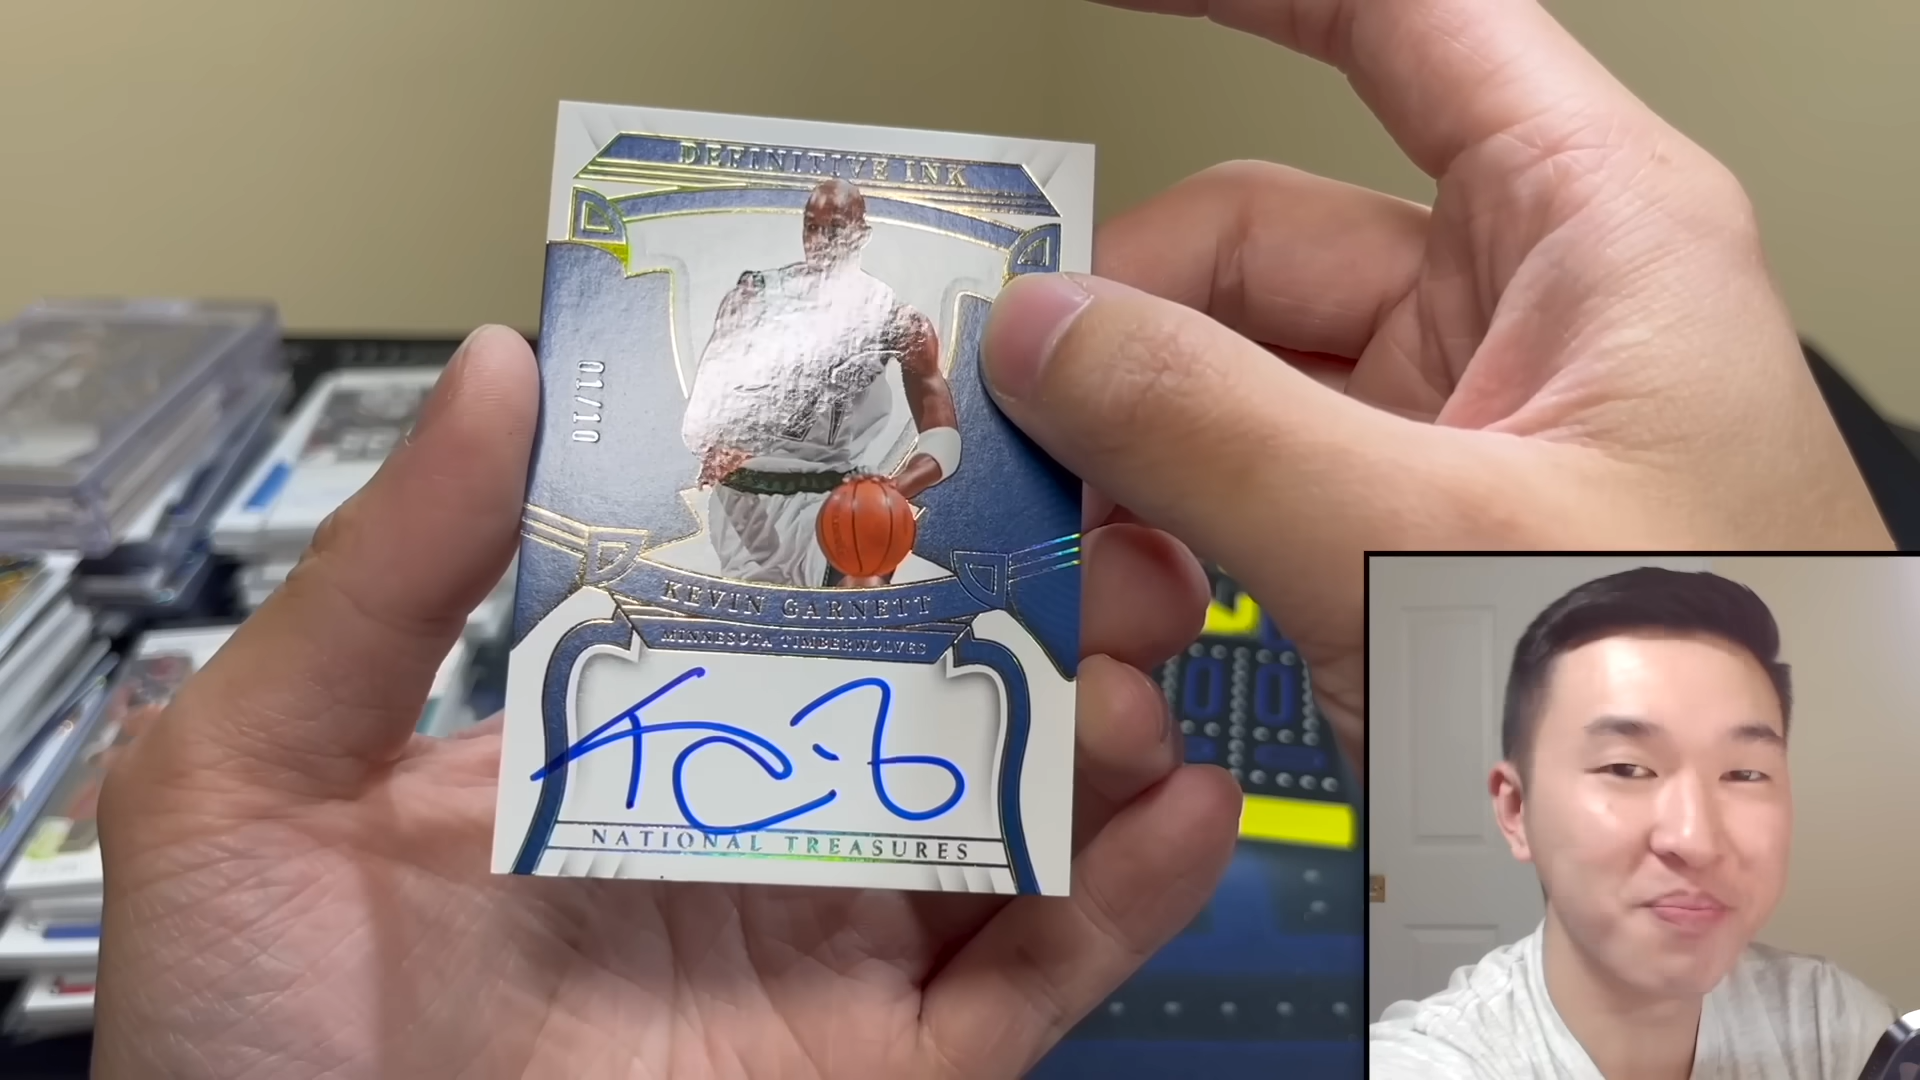 DEFINITIVE INK
01/10
KEVIN GARNETT
MINNESOTA TIMBERWOLVES
NATIONAL TREASURES